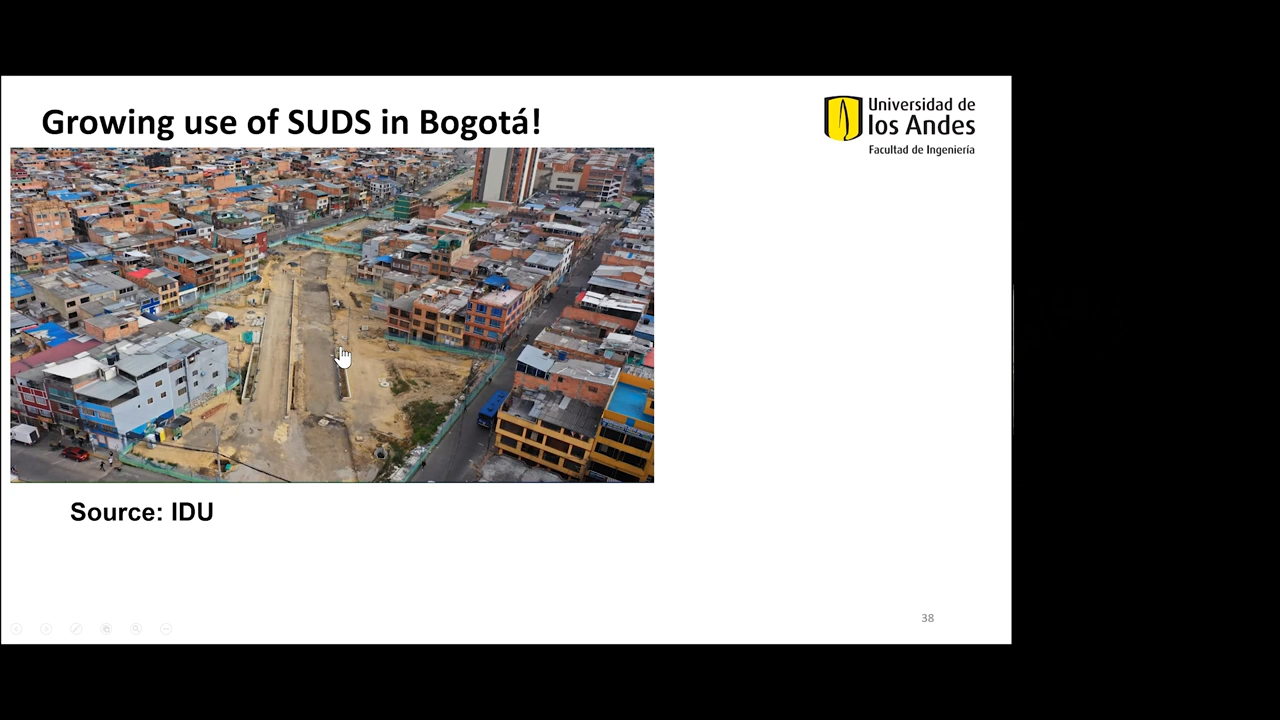 Growing use of SUDS in Bogotá!
Universidad de
los Andes
Facultad de Ingeniería
Source: IDU
38